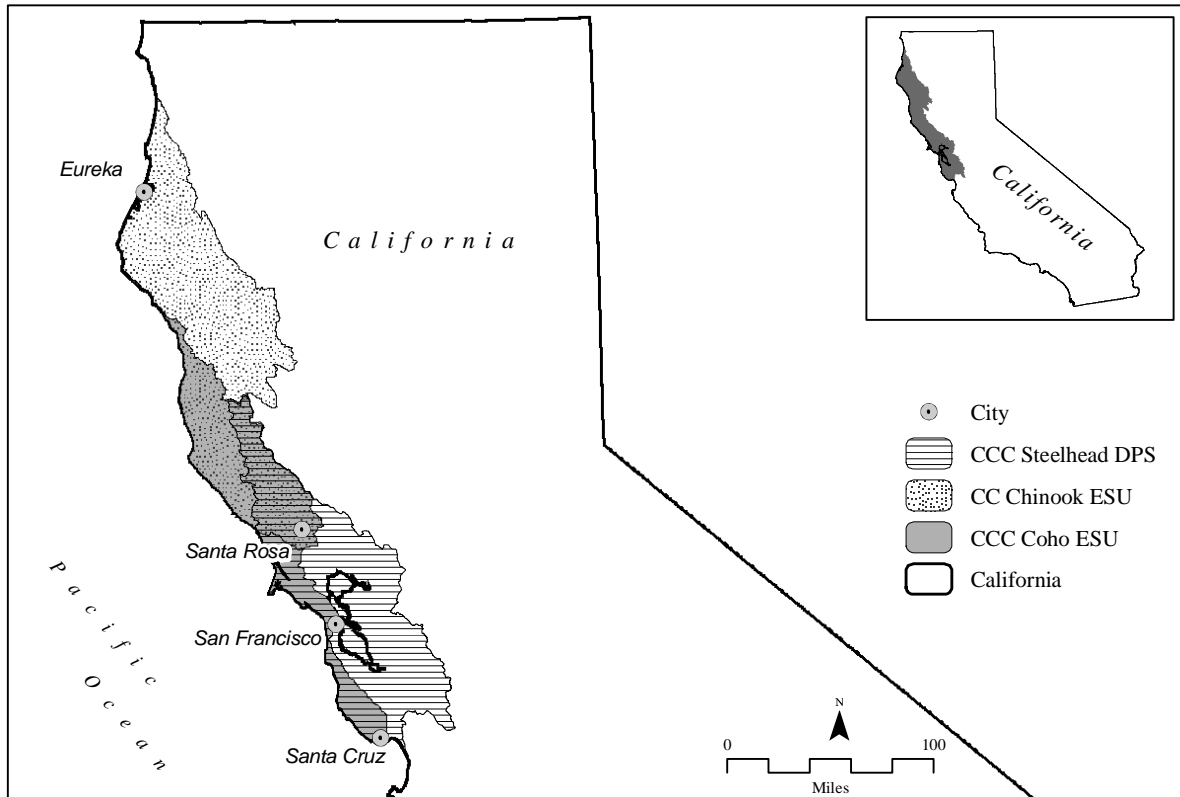 Eureka
California
California
Santa Rosa
San Francisco
Santa Cruz
Pacific
Ocean
City
CCC Steelhead DPS
CC Chinook ESU
CCC Coho ESU
California
N
0 100
Miles